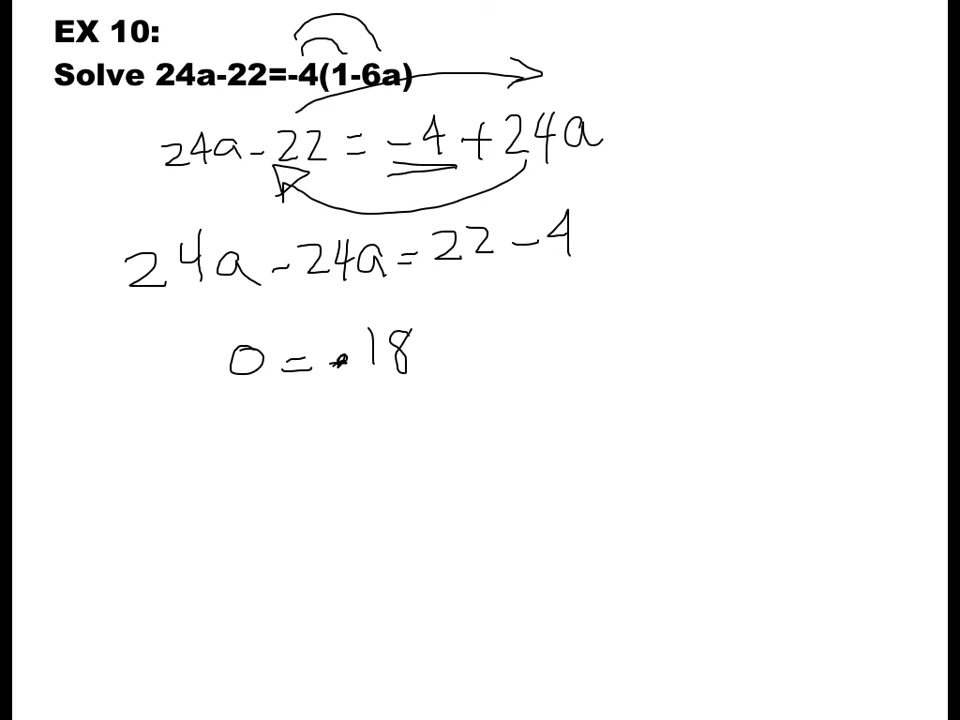 EX 10:
Solve 24a-22=-4(1-6a)
24a - 22 = -4 + 24a
24a - 24a = 22 - 4
0 = 18